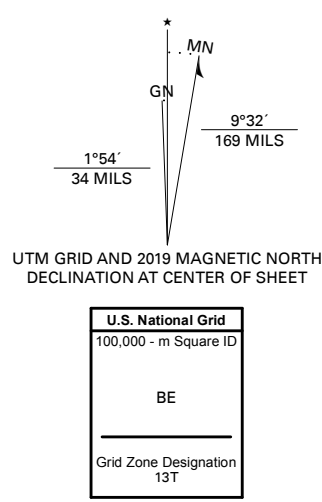 ★
MN
GN
9°32´
169 MILS
1°54´
34 MILS
UTM GRID AND 2019 MAGNETIC NORTH
DECLINATION AT CENTER OF SHEET
U.S. National Grid
100,000 - m Square ID
BE
Grid Zone Designation
13T